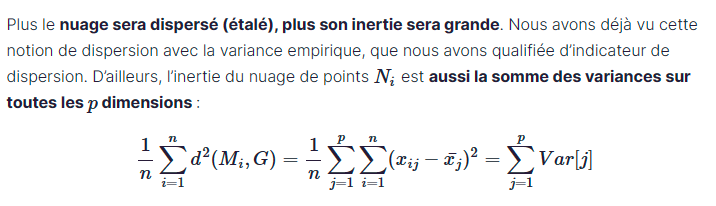 Plus le nuage sera dispersé (étalé), plus son inertie sera grande. Nous avons déjà vu cette
notion de dispersion avec la variance empirique, que nous avons qualifiée d'indicateur de
dispersion. D'ailleurs, l'inertie du nuage de points $N_i$ est aussi la somme des variances sur
toutes les $p$ dimensions :
$$\frac{1}{n}\sum_{i=1}^{n} d^2(M_i, G) = \frac{1}{n}\sum_{j=1}^{p}\sum_{i=1}^{n}(x_{ij} - \bar{x}_j)^2 = \sum_{j=1}^{p} Var[j]$$